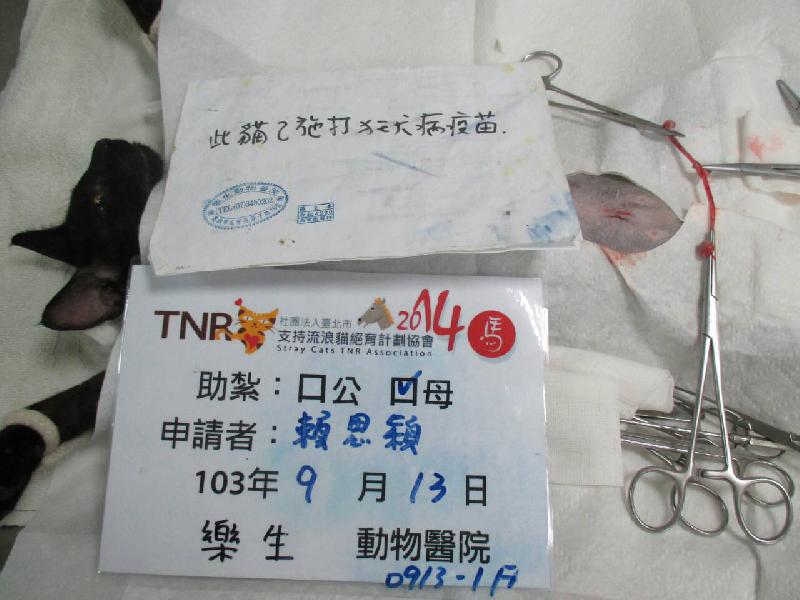 此貓已施打狂犬病疫苗.
TNR
社團法人臺北市
支持流浪貓絕育計劃協會
Stray Cats TNR Association
2014
馬
助紮：口公 口母
申請者：賴思穎
103年 9 月 13 日
樂生 動物醫院
0913-1月